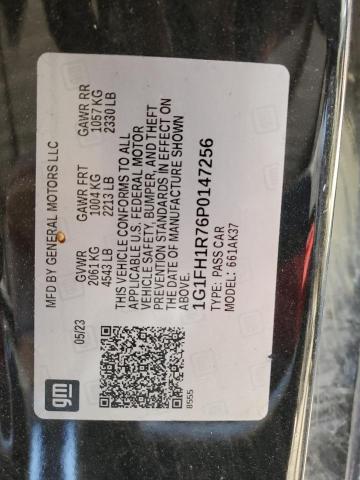 gm
MFD BY GENERAL MOTORS LLC
05/23
GVWR
2061 KG
4543 LB
GAWR FRT
1004 KG
2213 LB
GAWR RR
1057 KG
2330 LB
THIS VEHICLE CONFORMS TO ALL
APPLICABLE U.S. FEDERAL MOTOR
VEHICLE SAFETY, BUMPER, AND THEFT
PREVENTION STANDARDS IN EFFECT ON
THE DATE OF MANUFACTURE SHOWN
ABOVE.
8555
1G1FH1R76P0147256
TYPE: PASS CAR
MODEL: 661AK37